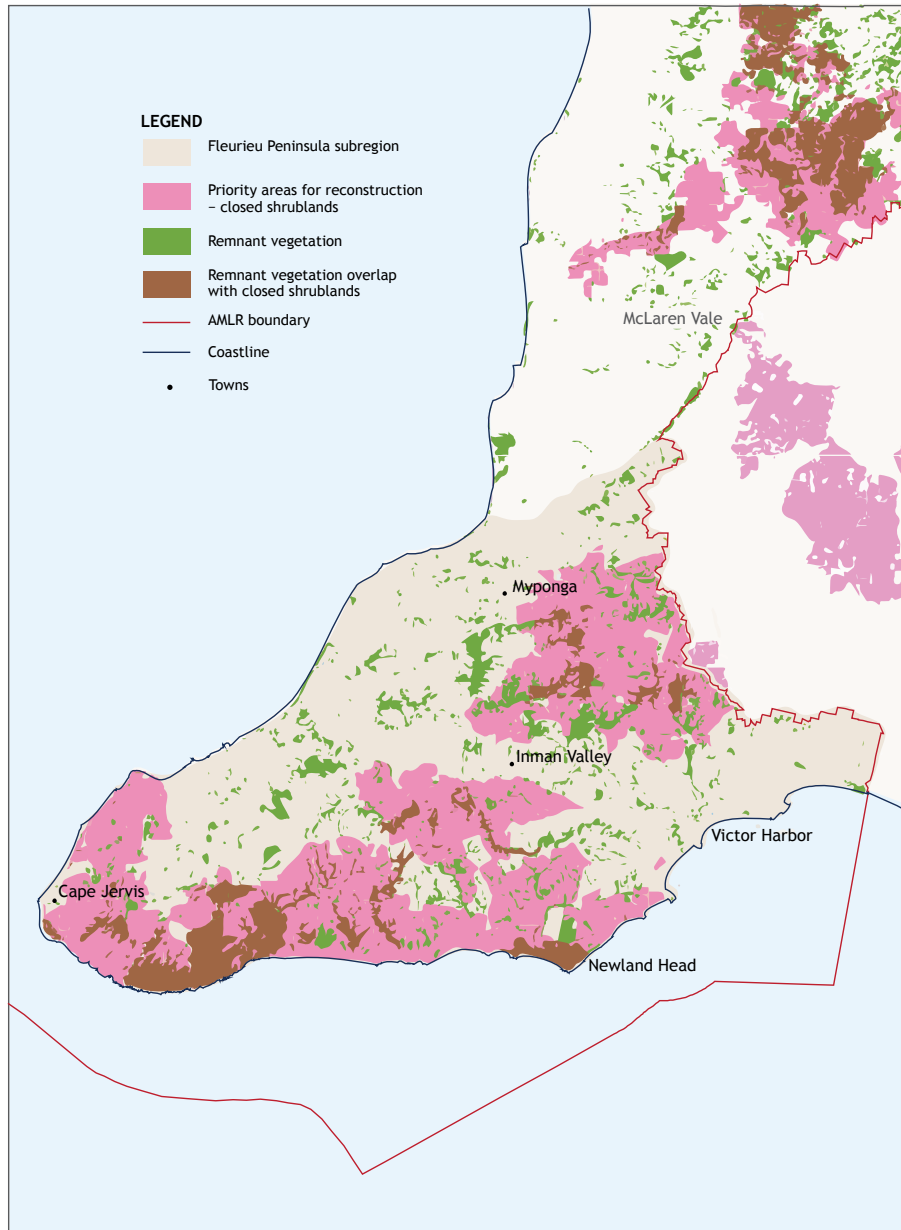 LEGEND
Fleurieu Peninsula subregion
Priority areas for reconstruction
– closed shrublands
Remnant vegetation
Remnant vegetation overlap
with closed shrublands
AMLR boundary
Coastline
Towns
McLaren Vale
Myponga
Inman Valley
Victor Harbor
Cape Jervis
Newland Head